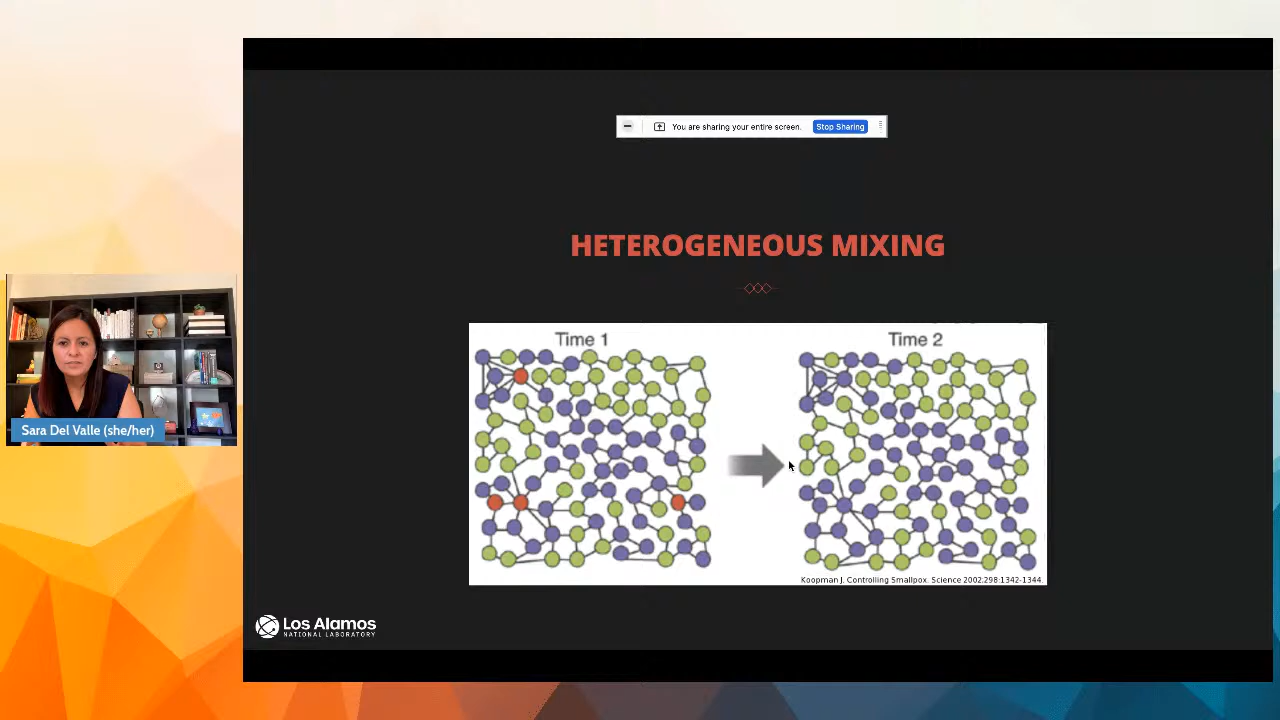 You are sharing your entire screen.
Stop Sharing
HETEROGENEOUS MIXING
Time 1
Time 2
Koopman J. Controlling Smallpox. Science 2002;298:1342-1344.
Sara Del Valle (she/her)
Los Alamos
NATIONAL LABORATORY